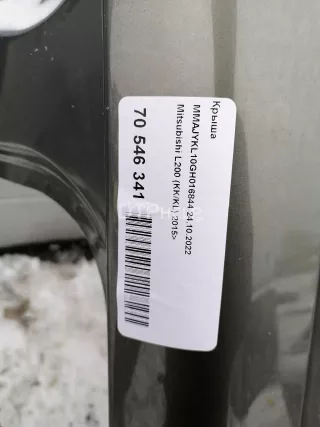 Крыша
MMAJYKL10GH016844 24.10.2022
Mitsubishi L200 (KK/KL) 2015>
70 546 341